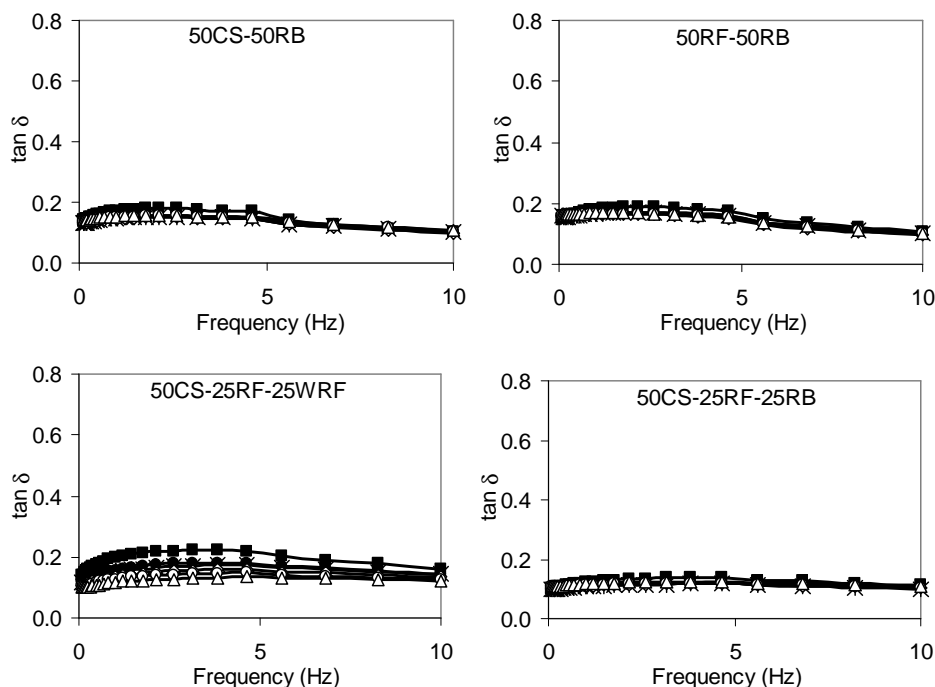 50CS-50RB
0.8
0.6
0.4
0.2
0.0
tan δ
0 5 10
Frequency (Hz)
50RF-50RB
0.8
0.6
0.4
0.2
0.0
tan δ
0 5 10
Frequency (Hz)
50CS-25RF-25WRF
0.8
0.6
0.4
0.2
0.0
tan δ
0 5 10
Frequency (Hz)
50CS-25RF-25RB
0.8
0.6
0.4
0.2
0.0
tan δ
0 5 10
Frequency (Hz)